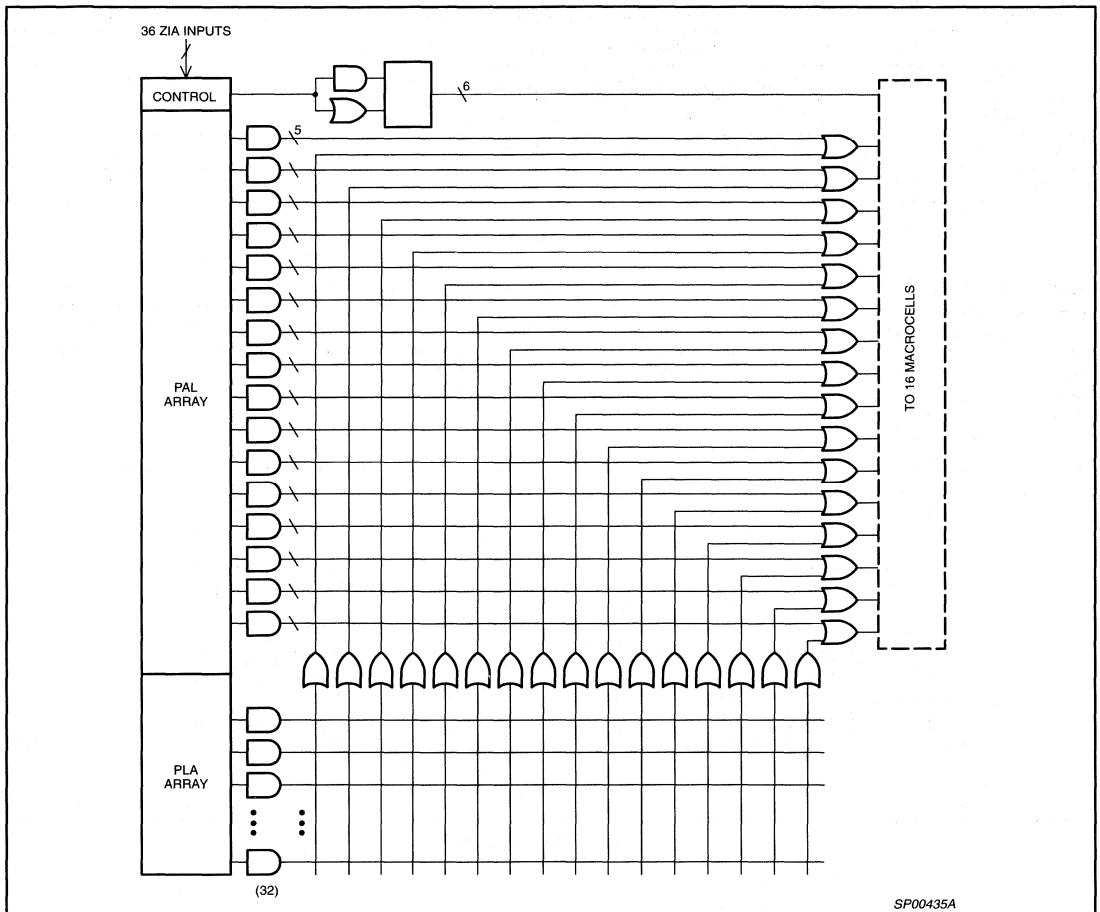 36 ZIA INPUTS
CONTROL
6
5
PAL
ARRAY
TO 16 MACROCELLS
PLA
ARRAY
(32)
SP00435A